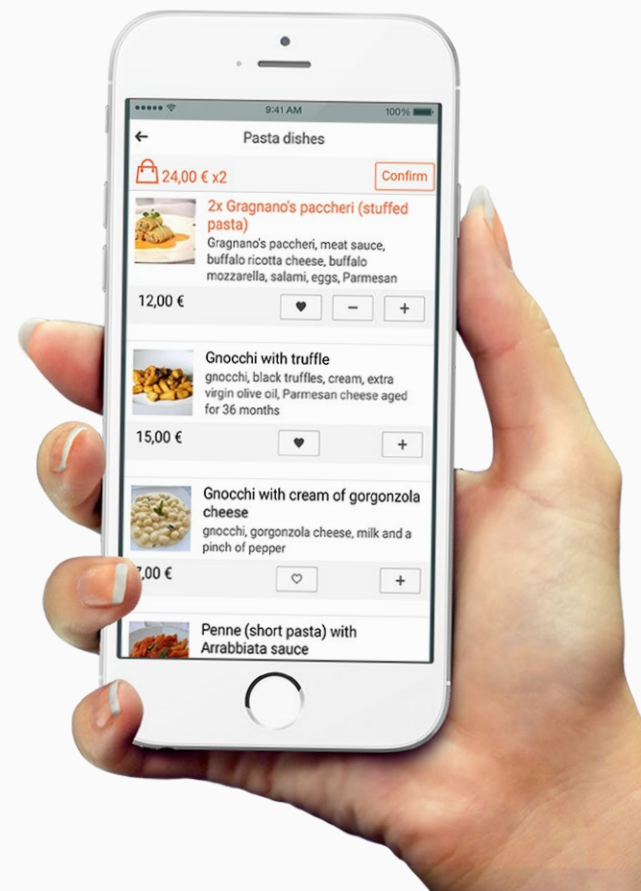 9:41 AM 100%
Pasta dishes
24,00 € x2 Confirm
2x Gragnano's paccheri (stuffed
pasta)
Gragnano's paccheri, meat sauce,
buffalo ricotta cheese, buffalo
mozzarella, salami, eggs, Parmesan
12,00 €
Gnocchi with truffle
gnocchi, black truffles, cream, extra
virgin olive oil, Parmesan cheese aged
for 36 months
15,00 €
Gnocchi with cream of gorgonzola
cheese
gnocchi, gorgonzola cheese, milk and a
pinch of pepper
7,00 €
Penne (short pasta) with
Arrabbiata sauce